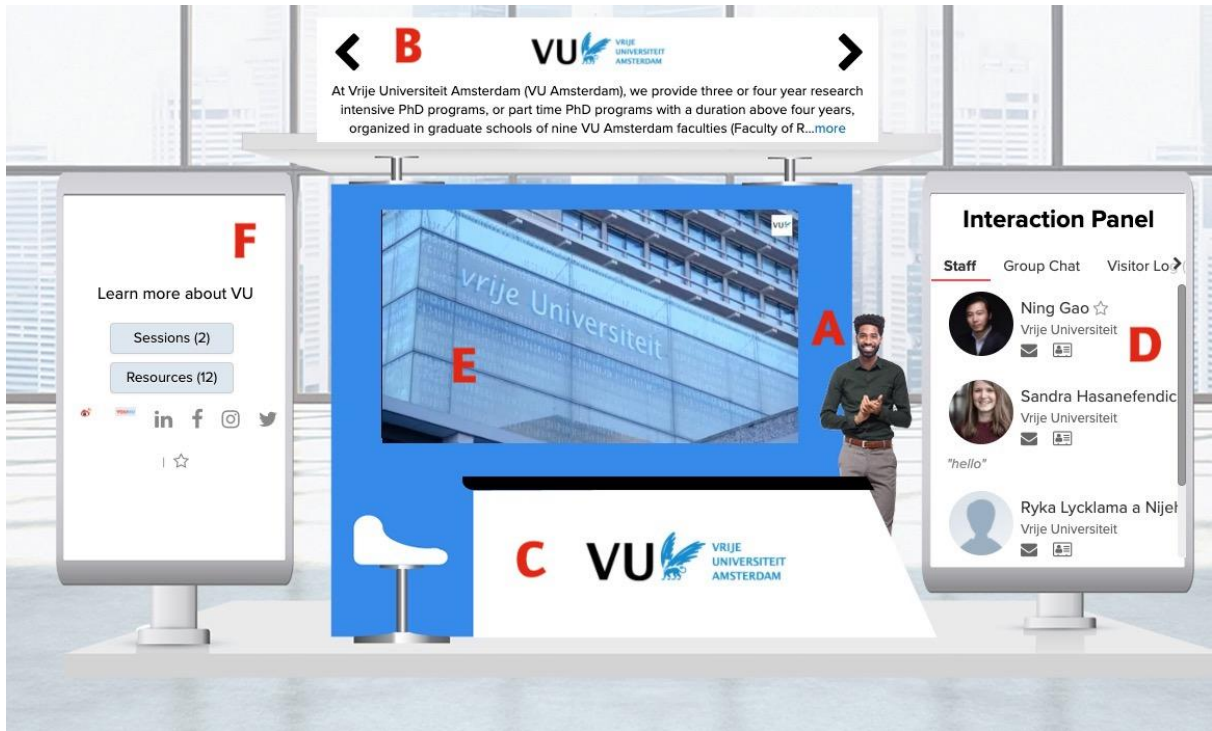 B
VU
VRIJE
UNIVERSITEIT
AMSTERDAM
At Vrije Universiteit Amsterdam (VU Amsterdam), we provide three or four year research
intensive PhD programs, or part time PhD programs with a duration above four years,
organized in graduate schools of nine VU Amsterdam faculties (Faculty of R...more
F
Learn more about VU
Sessions (2)
Resources (12)
in f
VU
vrije Universiteit
E
A
C
VU
VRIJE
UNIVERSITEIT
AMSTERDAM
Interaction Panel
Staff Group Chat Visitor Lo
Ning Gao
Vrije Universiteit
D
Sandra Hasanefendic
Vrije Universiteit
"hello"
Ryka Lycklama a Nijeh
Vrije Universiteit